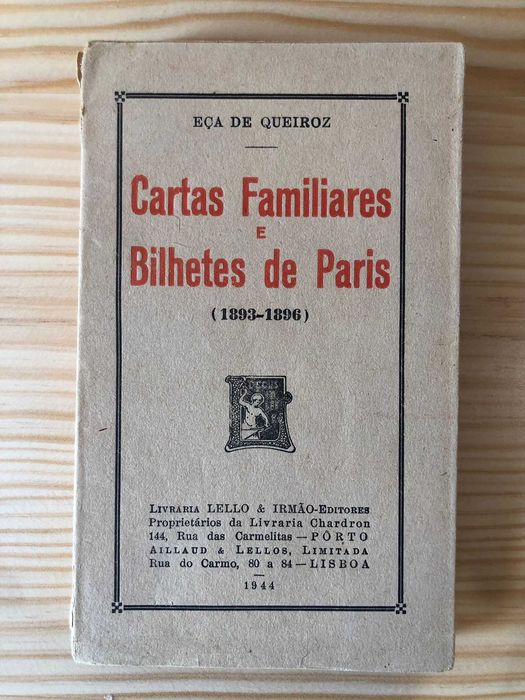 EÇA DE QUEIROZ
Cartas Familiares
E
Bilhetes de Paris
(1893-1896)
DECUS
LIVRARIA LELLO & IRMÃO-EDITORES
Proprietários da Livraria Chardron
144, Rua das Carmelitas — PÔRTO
AILLAUD & LELLOS, LIMITADA
Rua do Carmo, 80 a 84 — LISBOA
1944